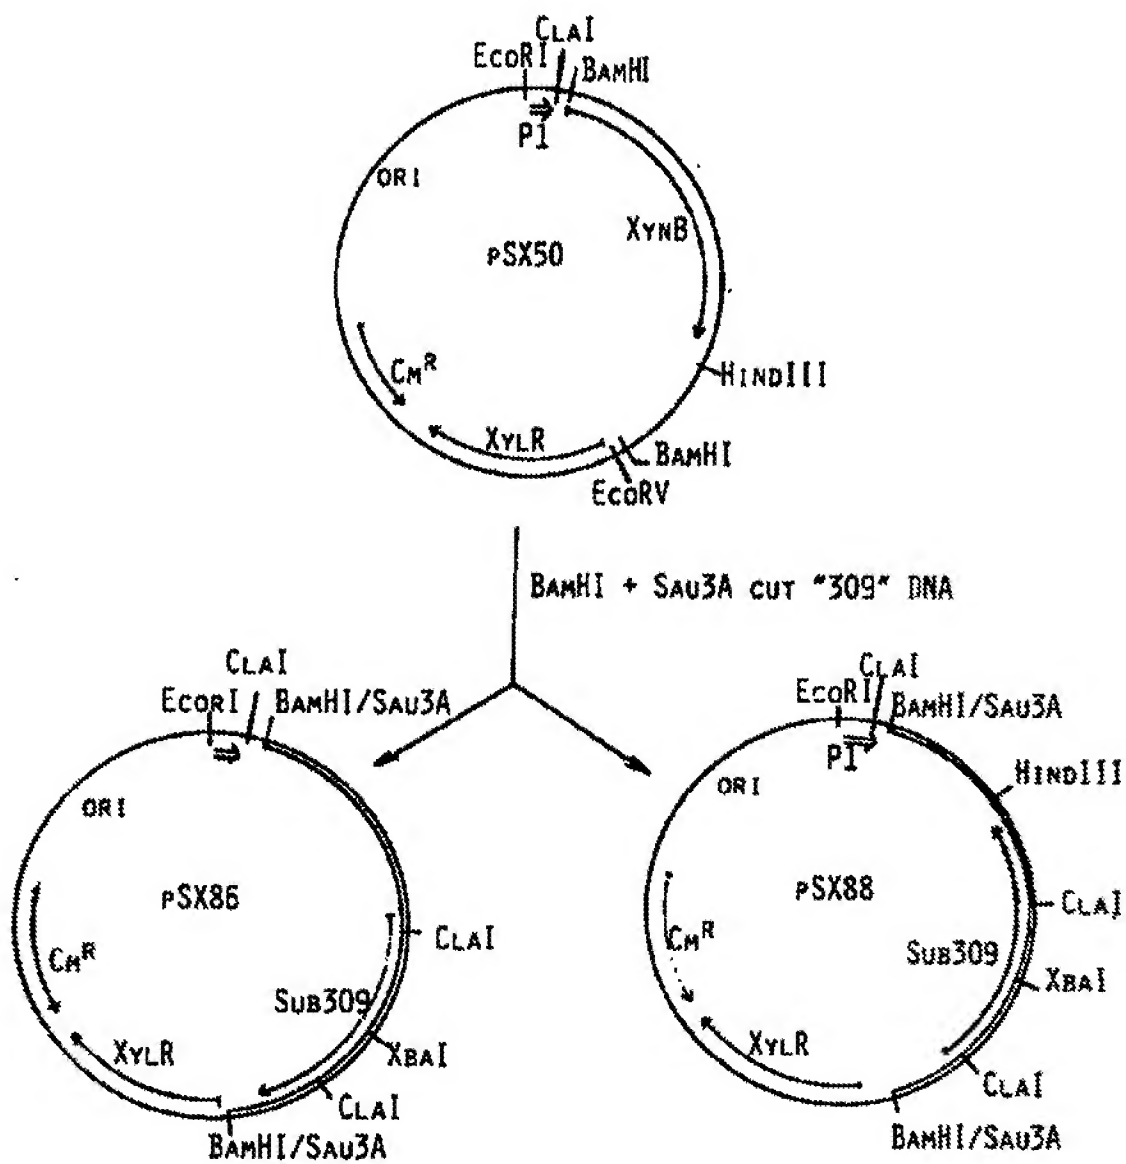 ClaI
EcoRI
BamHI
P1
ORI
XynB
pSX50
CmR
HindIII
XylR
BamHI
EcoRV
BamHI + Sau3A cut "309" DNA
ClaI
EcoRI
BamHI/Sau3A
ORI
pSX86
ClaI
CmR
Sub309
XbaI
XylR
ClaI
BamHI/Sau3A
ClaI
EcoRI
BamHI/Sau3A
P1
HindIII
ORI
pSX88
ClaI
CmR
Sub309
XbaI
XylR
ClaI
BamHI/Sau3A